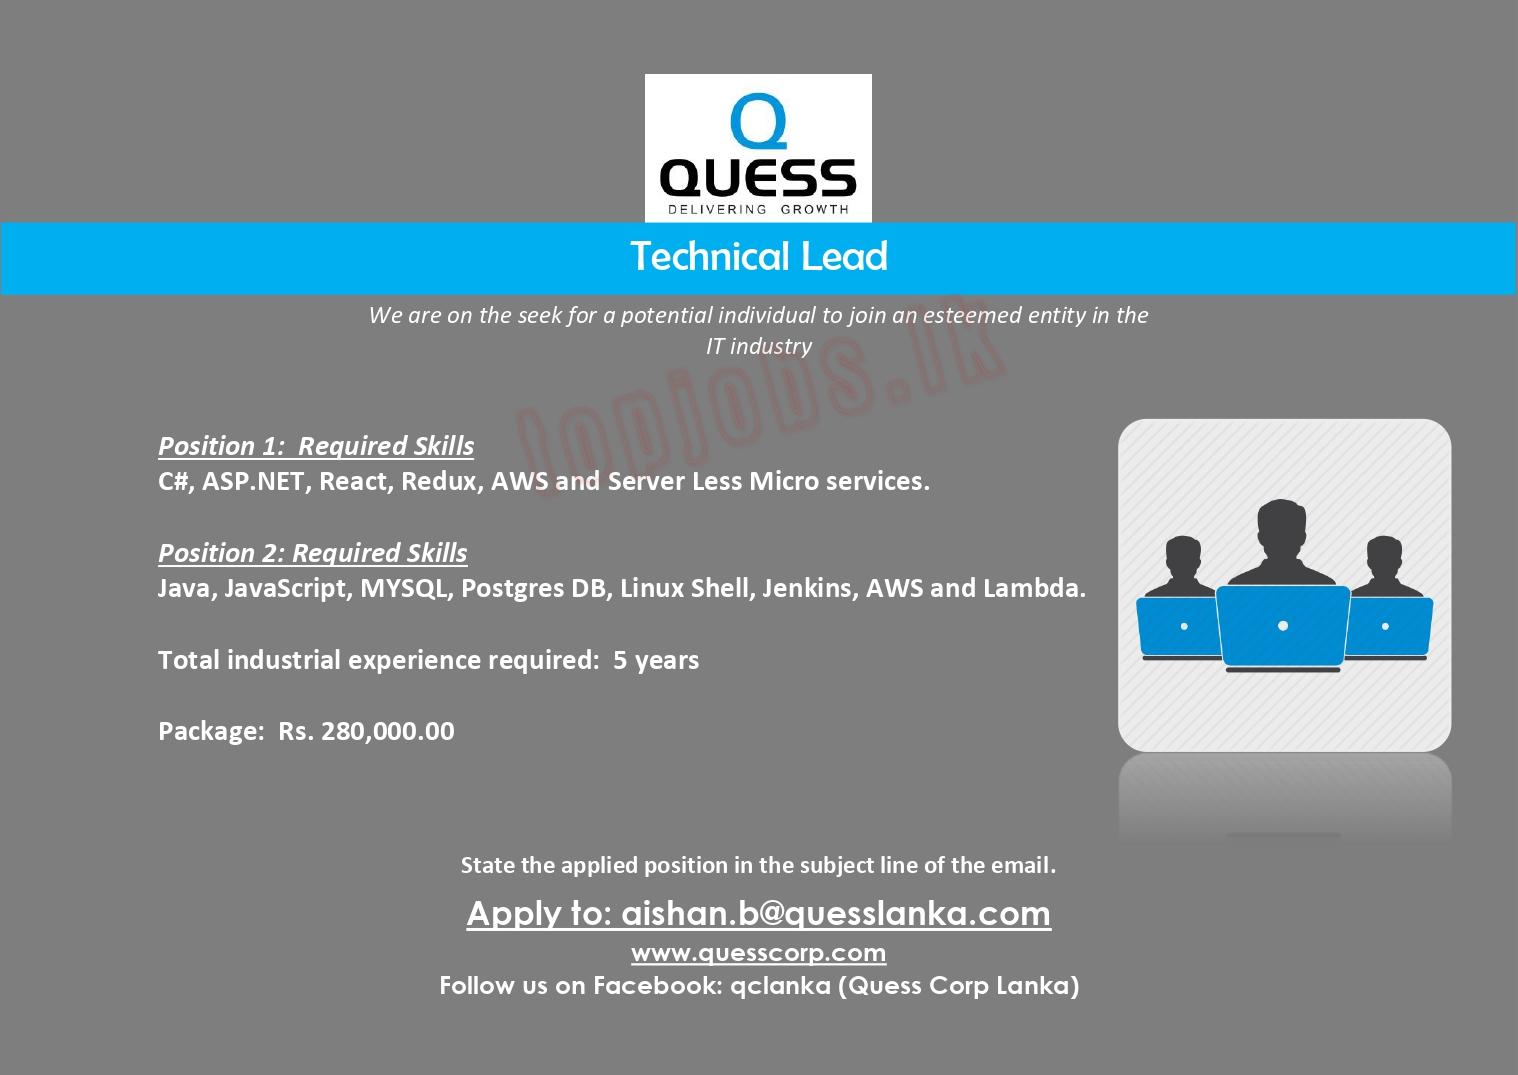 Q
QUESS
DELIVERING GROWTH
Technical Lead
We are on the seek for a potential individual to join an esteemed entity in the
IT industry
topjobs.lk
Position 1:  Required Skills
C#, ASP.NET, React, Redux, AWS and Server Less Micro services.
Position 2: Required Skills
Java, JavaScript, MYSQL, Postgres DB, Linux Shell, Jenkins, AWS and Lambda.
Total industrial experience required:  5 years
Package:  Rs. 280,000.00
State the applied position in the subject line of the email.
Apply to: aishan.b@quesslanka.com
www.quesscorp.com
Follow us on Facebook: qclanka (Quess Corp Lanka)